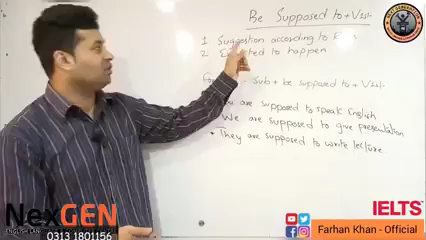 Be Supposed to + V1st
1 Suggestion according to
2 to happen
Sub + be supposed to + V1st
are supposed to speak English
We are supposed to give presentation
They are supposed to write lecture
NexGEN
ENGLISH LANG
0313 1801156
IELTS
Farhan Khan - Official